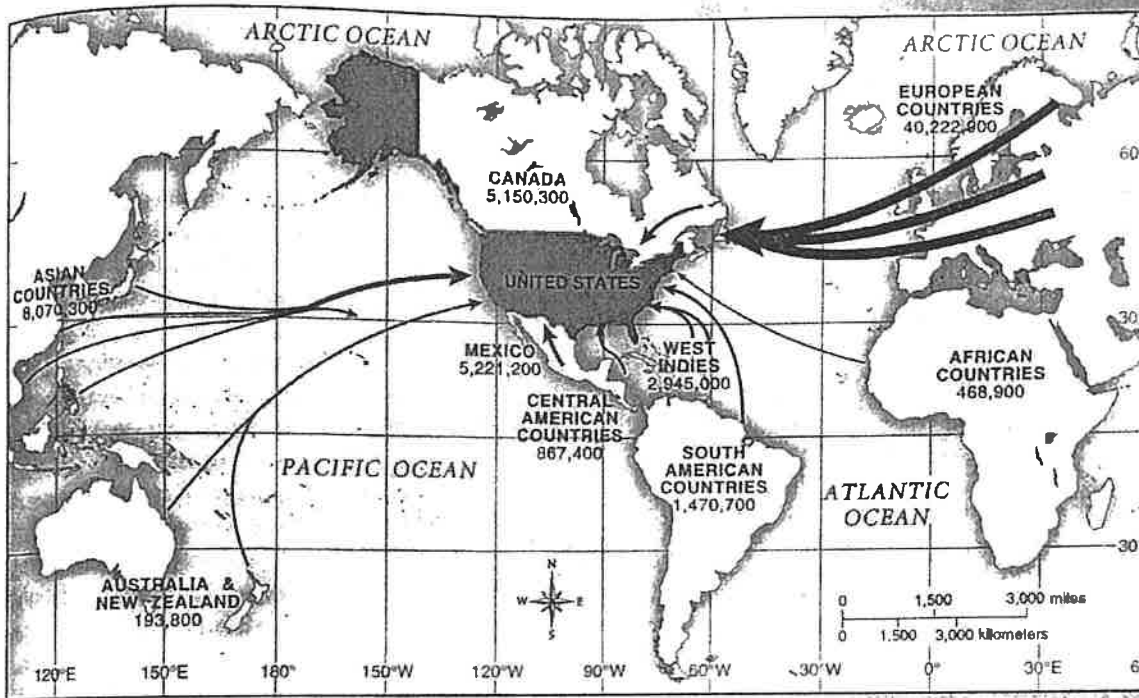 ARCTIC OCEAN
ARCTIC OCEAN
EUROPEAN
COUNTRIES
40,222,900
60
CANADA
5,150,300
ASIAN
COUNTRIES
8,070,300
UNITED STATES
30
MEXICO
5,221,200
WEST
INDIES
2,945,000
AFRICAN
COUNTRIES
468,900
CENTRAL
AMERICAN
COUNTRIES
867,400
PACIFIC OCEAN
SOUTH
AMERICAN
COUNTRIES
1,470,700
ATLANTIC
OCEAN
30
AUSTRALIA &
NEW ZEALAND
193,800
N
W E
S
0 1,500 3,000 miles
0 1,500 3,000 kilometers
120°E 150°E 180° 150°W 120°W 90°W 60°W 30°W 0° 30°E 6